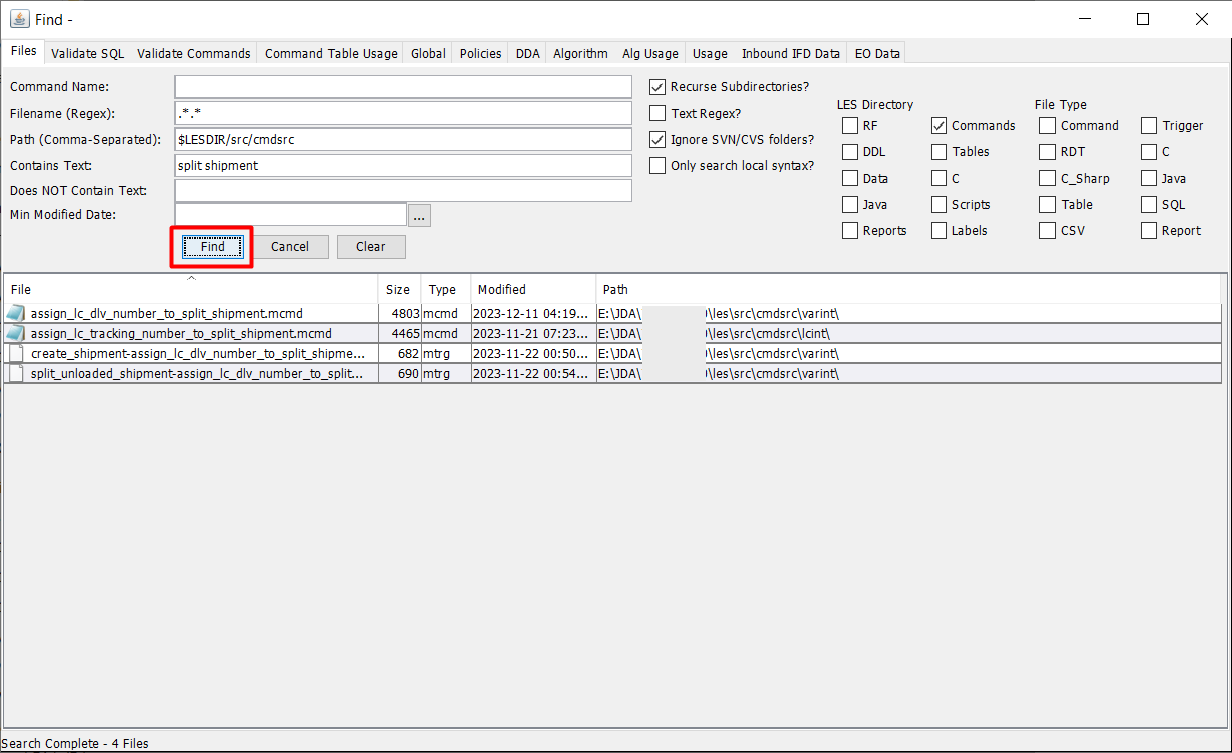 Find -
Files Validate SQL Validate Commands Command Table Usage Global Policies DDA Algorithm Alg Usage Usage Inbound IFD Data EO Data
Command Name:
Filename (Regex): .*.*
Path (Comma-Separated): $LESDIR/src/cmdsrc
Contains Text: split shipment
Does NOT Contain Text:
Min Modified Date: ...
Find Cancel Clear
Recurse Subdirectories?
Text Regex?
Ignore SVN/CVS folders?
Only search local syntax?
LES Directory File Type
RF Commands Command Trigger
DDL Tables RDT C
Data C C_Sharp Java
Java Scripts Table SQL
Reports Labels CSV Report
File Size Type Modified Path
assign_lc_dlv_number_to_split_shipment.mcmd 4803 mcmd 2023-12-11 04:19... E:\JDA\ \les\src\cmdsrc\varint\
assign_lc_tracking_number_to_split_shipment.mcmd 4465 mcmd 2023-11-21 07:23... E:\JDA\ \les\src\cmdsrc\lcint\
create_shipment-assign_lc_dlv_number_to_split_shipme... 682 mtrg 2023-11-22 00:50... E:\JDA\ \les\src\cmdsrc\varint\
split_unloaded_shipment-assign_lc_dlv_number_to_split... 690 mtrg 2023-11-22 00:54... E:\JDA\ \les\src\cmdsrc\varint\
Search Complete - 4 Files